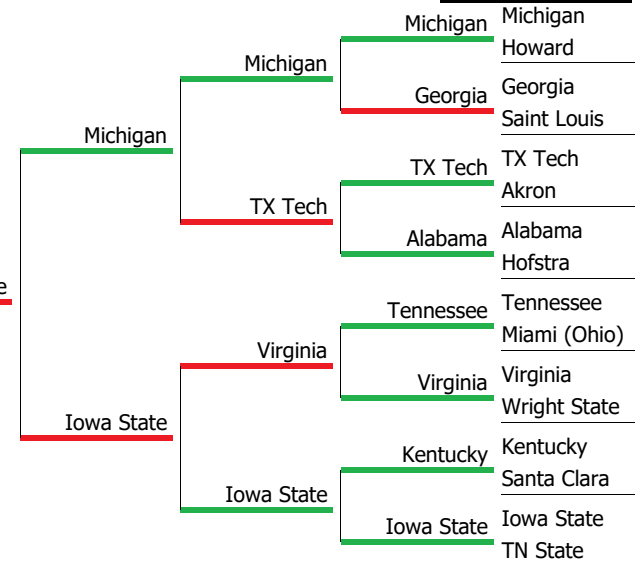 Michigan
Michigan
Howard
Michigan
Georgia
Georgia
Saint Louis
Michigan
TX Tech
TX Tech
Akron
TX Tech
Alabama
Alabama
Hofstra
e
Tennessee
Tennessee
Miami (Ohio)
Virginia
Virginia
Virginia
Wright State
Iowa State
Kentucky
Kentucky
Santa Clara
Iowa State
Iowa State
Iowa State
TN State